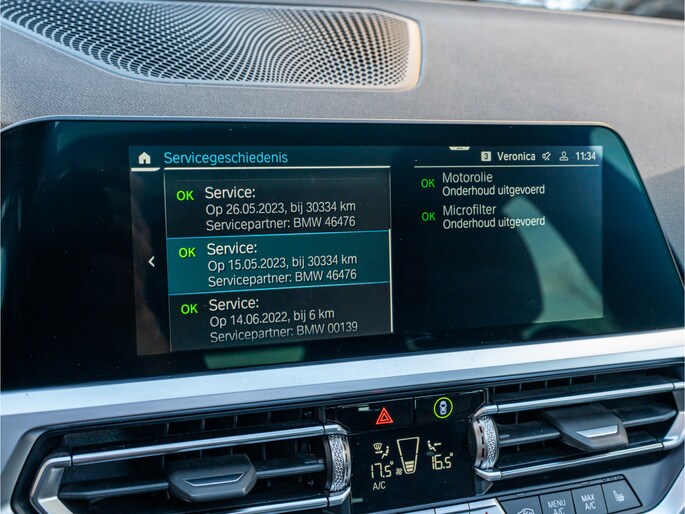 Servicegeschiedenis
3 Veronica 11:34
OK Service:
Op 26.05.2023, bij 30334 km
Servicepartner: BMW 46476
OK Service:
Op 15.05.2023, bij 30334 km
Servicepartner: BMW 46476
OK Service:
Op 14.06.2022, bij 6 km
Servicepartner: BMW 00139
OK Motorolie
Onderhoud uitgevoerd
OK Microfilter
Onderhoud uitgevoerd
17.5 16.5
A/C
MENU
A/C
MAX
A/C